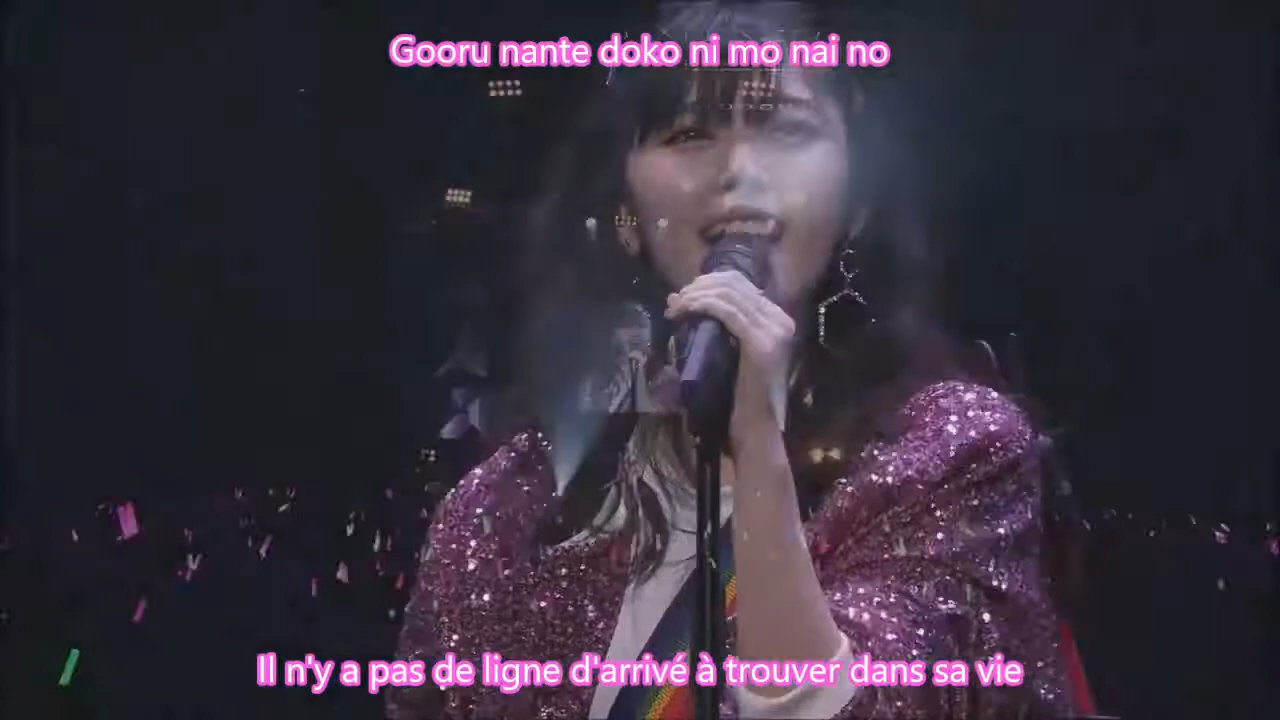 Gooru nante doko ni mo nai no
Il n'y a pas de ligne d'arrivé à trouver dans sa vie